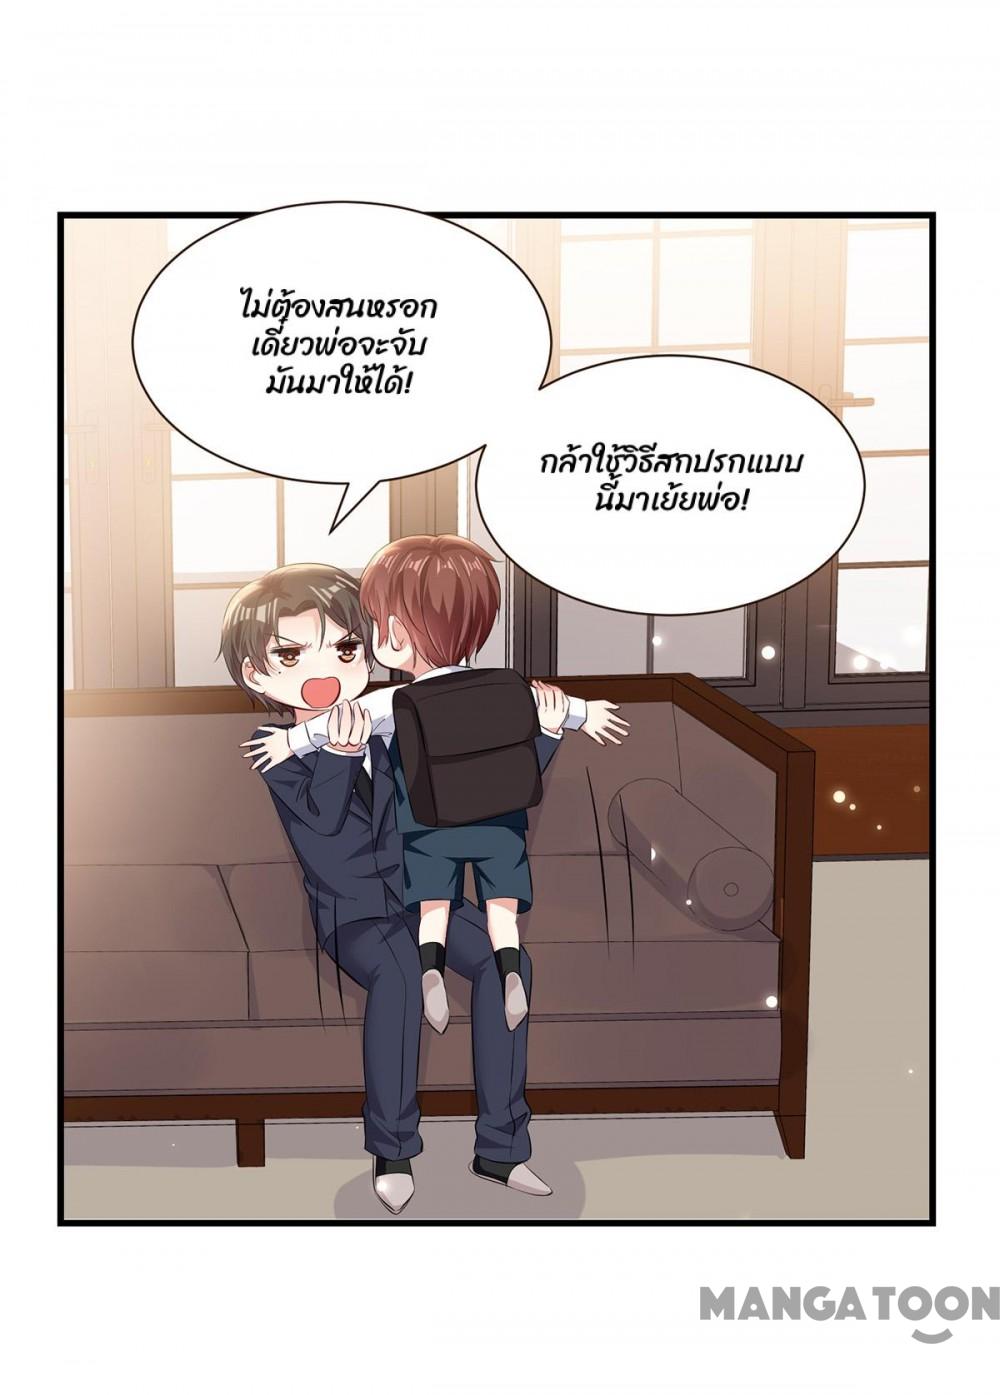 ไม่ต้องสนหรอก
เดี๋ยวพ่อจะจับ
มันมาให้ได้!
กล้าใช้วิธีสกปรกแบบ
นี้มาเย้ยพ่อ!
MANGATOON